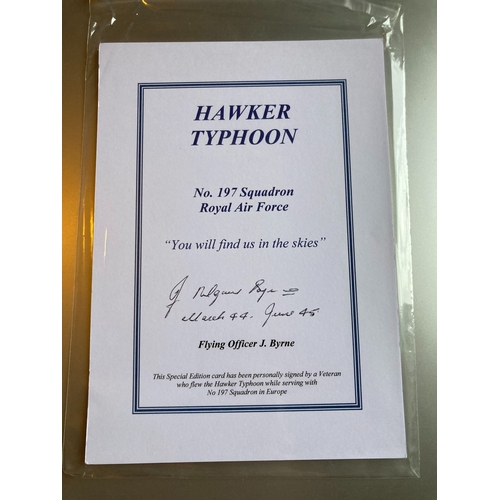 HAWKER
TYPHOON
No. 197 Squadron
Royal Air Force
“You will find us in the skies”
J Byrne
March 44. June 45
Flying Officer J. Byrne
This Special Edition card has been personally signed by a Veteran
who flew the Hawker Typhoon while serving with
No 197 Squadron in Europe